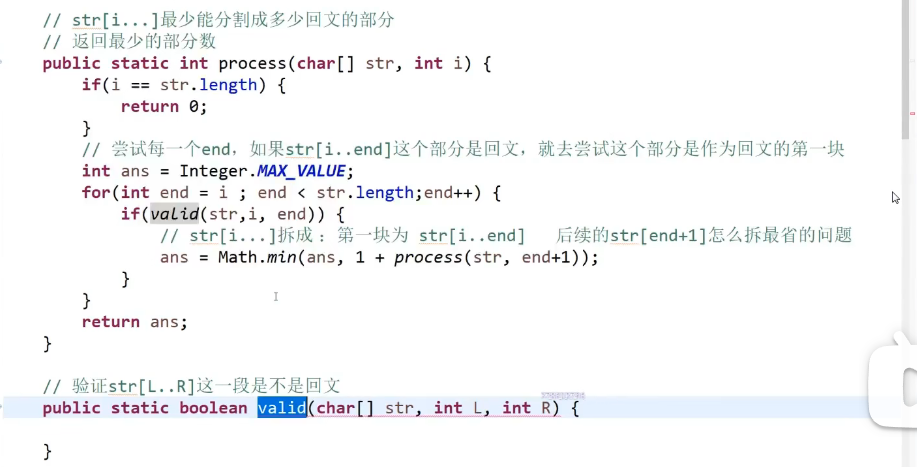 // str[i...]最少能分割成多少回文的部分
// 返回最少的部分数
public static int process(char[] str, int i) {
if(i == str.length) {
return 0;
}
// 尝试每一个end，如果str[i..end]这个部分是回文，就去尝试这个部分是作为回文的第一块
int ans = Integer.MAX_VALUE;
for(int end = i ; end < str.length;end++) {
if(valid(str,i, end)) {
// str[i...]拆成：第一块为 str[i..end] 后续的str[end+1]怎么拆最省的问题
ans = Math.min(ans, 1 + process(str, end+1));
}
}
return ans;
}
// 验证str[L..R]这一段是不是回文
public static boolean valid(char[] str, int L, int R) {
}